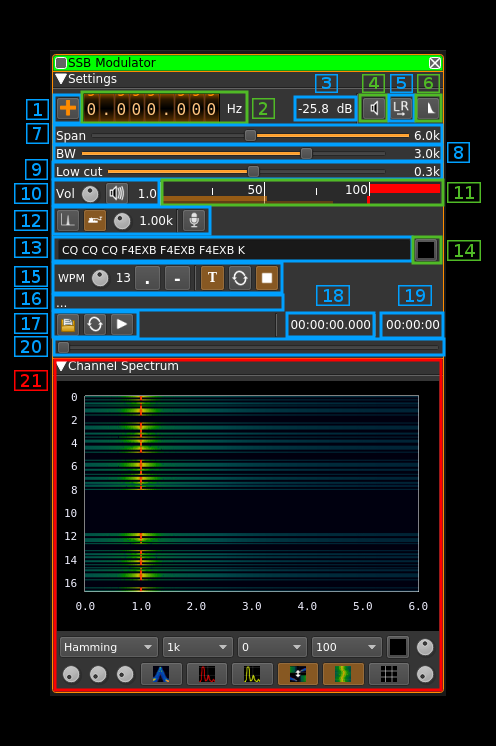 SSB Modulator
Settings
3 4 5 6
1 0.000.000 Hz 2 -25.8 dB LR
7 Span 6.0k
BW 3.0k 8
9 Low cut 0.3k
10 Vol 1.0 50 100 11
12 1.00k
13 CQ CQ CQ F4EXB F4EXB F4EXB K 14
15 WPM 13 . - T
16 ... 18 19
17 00:00:00.000 00:00:00
20
Channel Spectrum
21
0
2
4
6
8
10
12
14
16
0.0 1.0 2.0 3.0 4.0 5.0 6.0
Hamming 1k 0 100